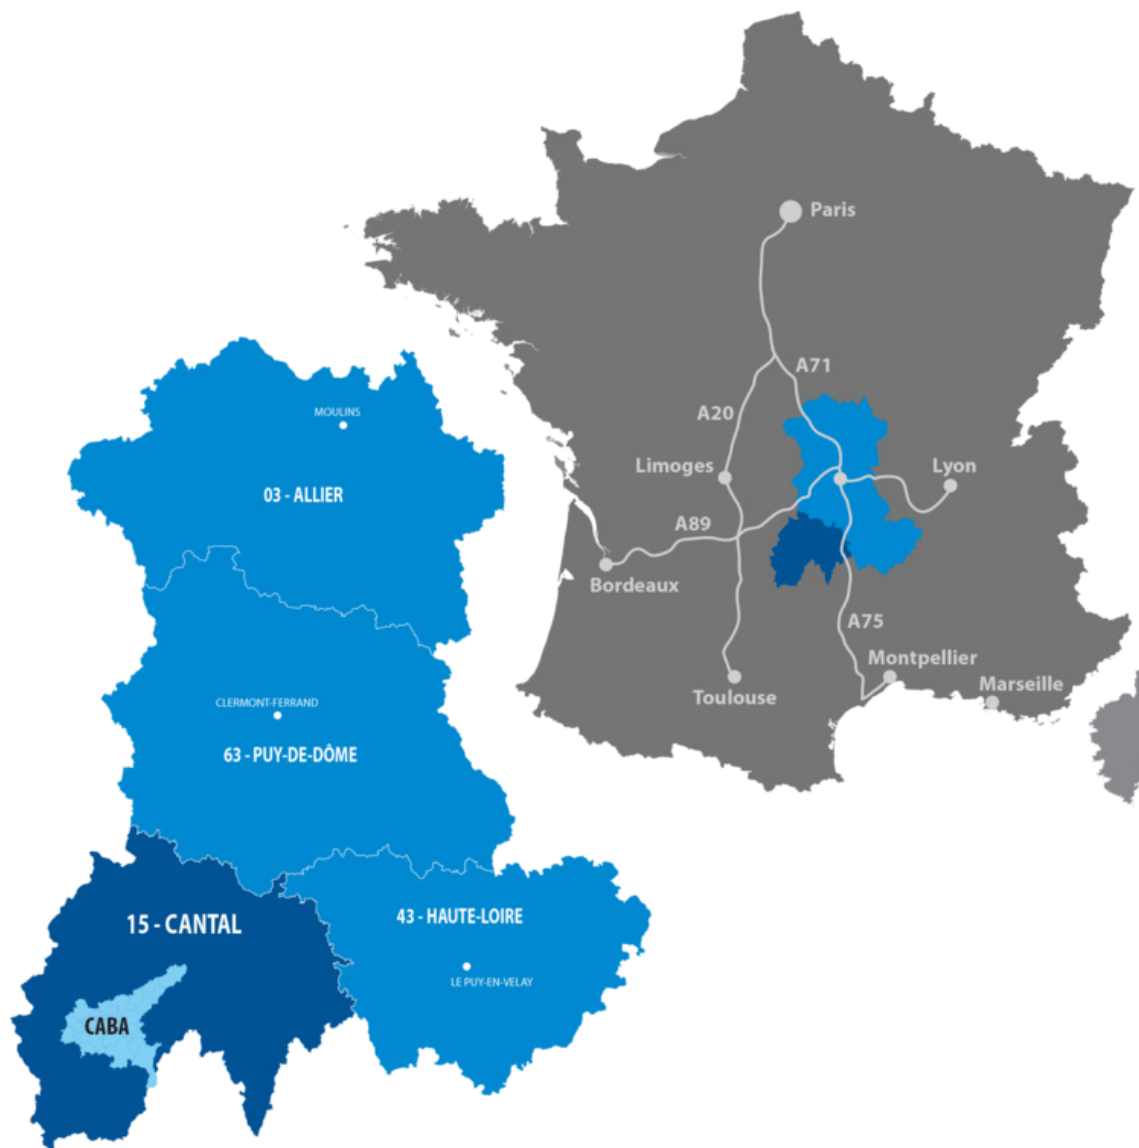 Paris
A71
A20
Limoges
Lyon
A89
Bordeaux
A75
Montpellier
Toulouse
Marseille
MOULINS
03 - ALLIER
CLERMONT-FERRAND
63 - PUY-DE-DÔME
15 - CANTAL
43 - HAUTE-LOIRE
LE PUY-EN-VELAY
CABA